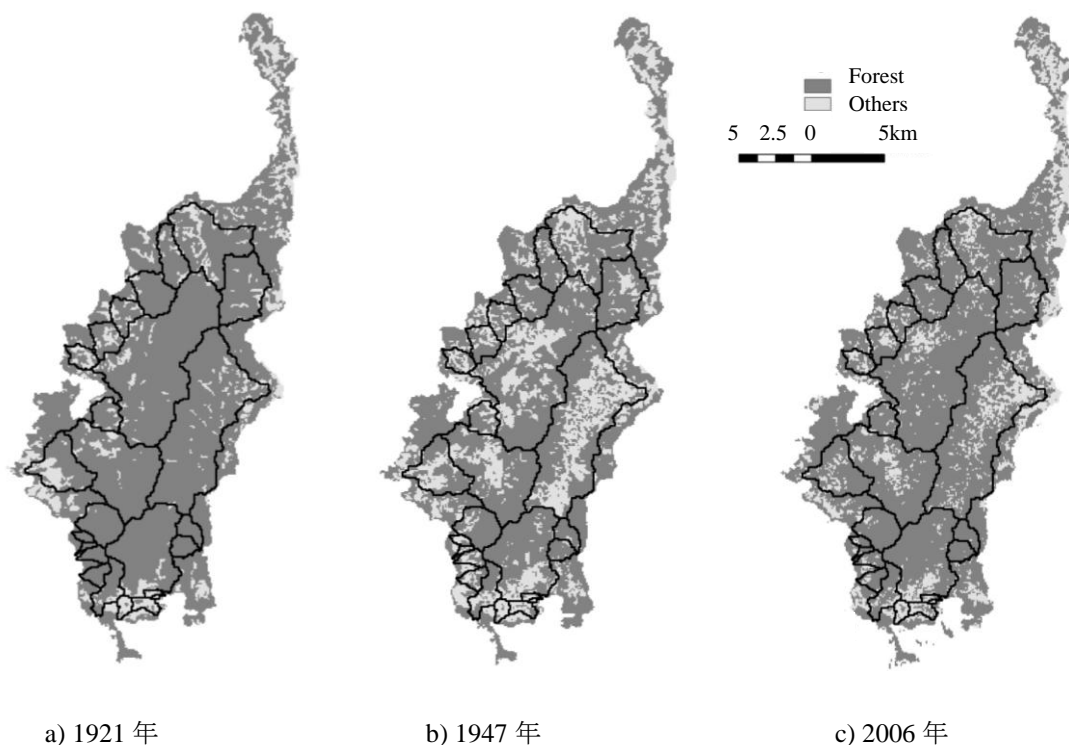 Forest
Others
5 2.5 0 5km
a) 1921 年
b) 1947 年
c) 2006 年